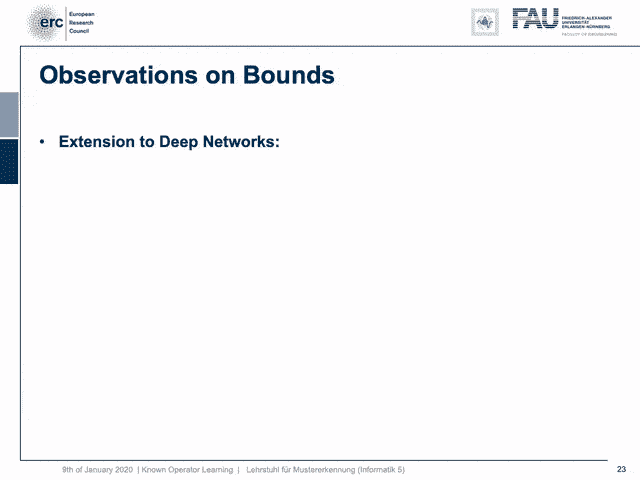 erc
European
Research
Council
FAU
FRIEDRICH-ALEXANDER
UNIVERSITÄT
ERLANGEN-NÜRNBERG
FACULTY OF ENGINEERING
Observations on Bounds
• Extension to Deep Networks:
9th of January 2020 | Known Operator Learning | Lehrstuhl für Mustererkennung (Informatik 5)
23